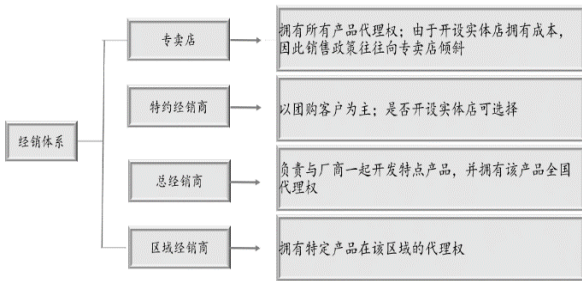 专卖店
拥有所有产品代理权；由于开设实体店拥有成本，
因此销售政策往往向专卖店倾斜
特约经销商
以团购客户为主；是否开设实体店可选择
经销体系
总经销商
负责与厂商一起开发特点产品，并拥有该产品全国
代理权
区域经销商
拥有特定产品在该区域的代理权